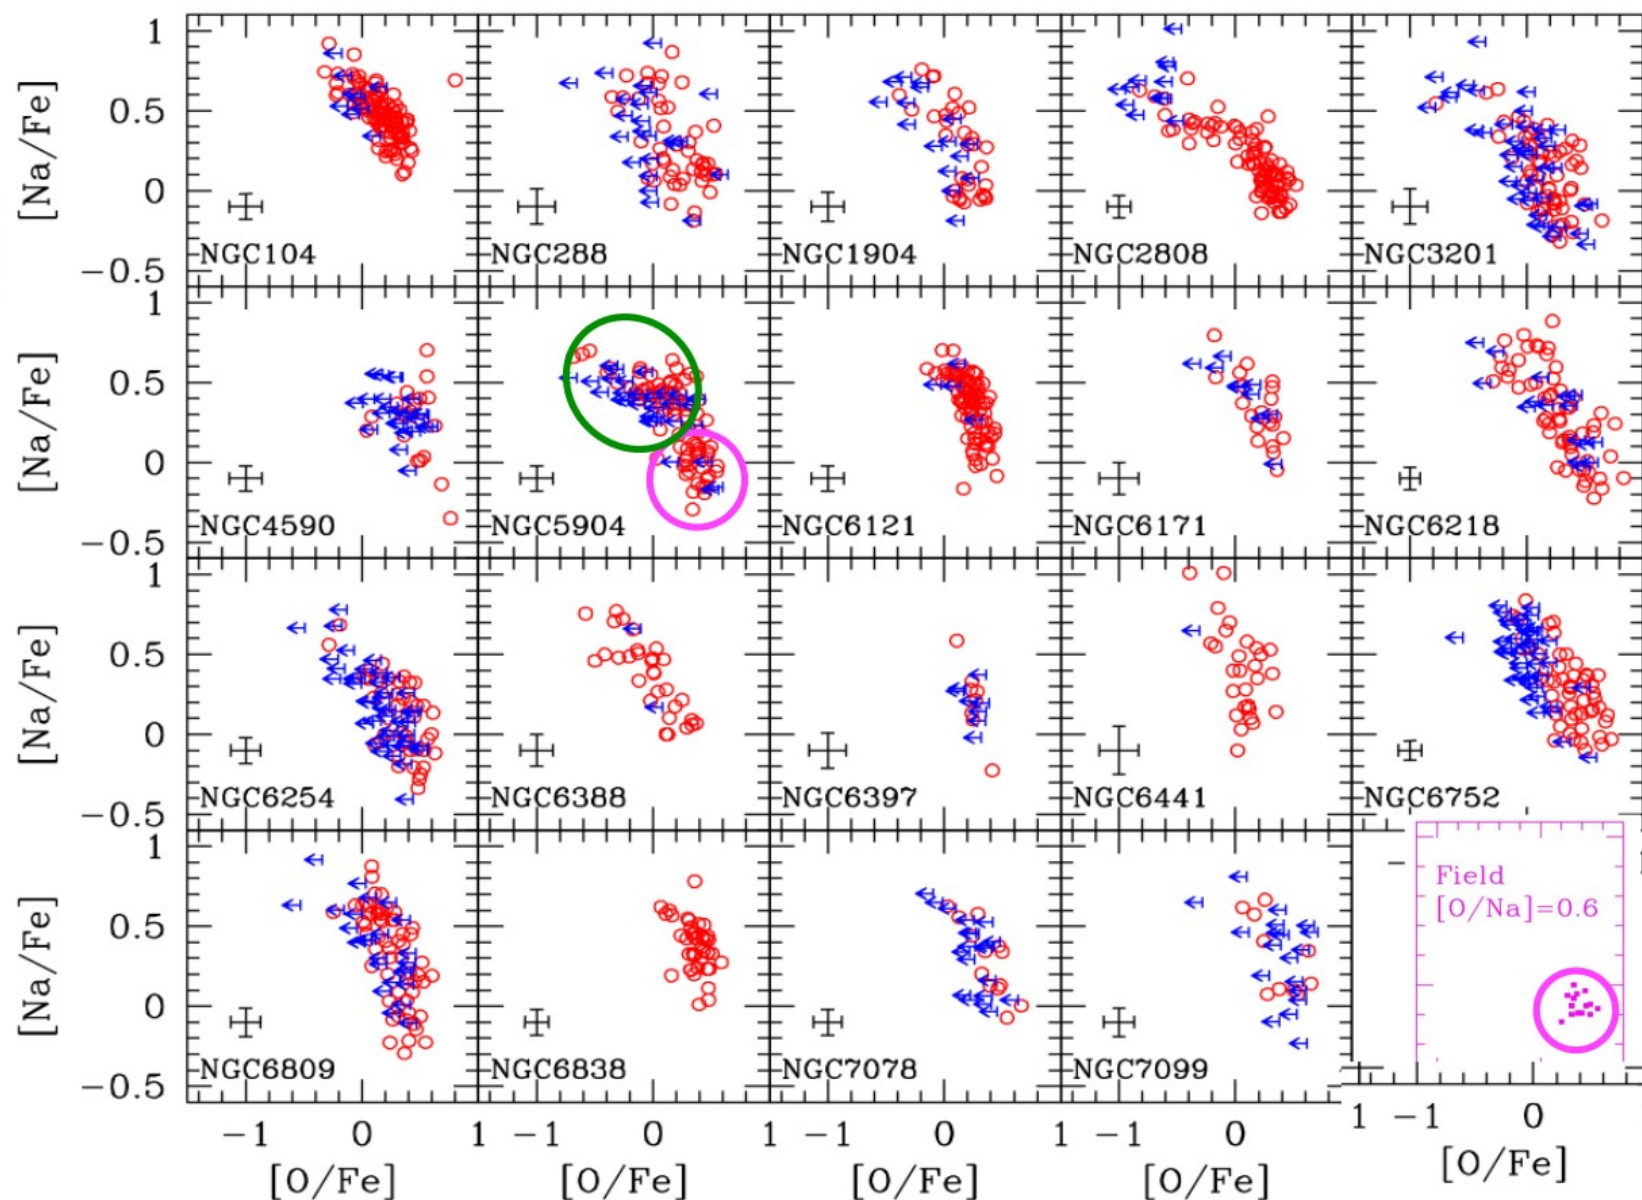 1
[Na/Fe]
0.5
0
NGC104
NGC288
NGC1904
NGC2808
NGC3201
−0.5
1
[Na/Fe]
0.5
0
NGC4590
NGC5904
NGC6121
NGC6171
NGC6218
−0.5
1
[Na/Fe]
0.5
0
NGC6254
NGC6388
NGC6397
NGC6441
NGC6752
−0.5
1
Field
[O/Na]=0.6
[Na/Fe]
0.5
0
NGC6809
NGC6838
NGC7078
NGC7099
−0.5
−1 0 1 −1 0 1 −1 0 1 −1 0 1 −1 0
[O/Fe] [O/Fe] [O/Fe] [O/Fe] [O/Fe]